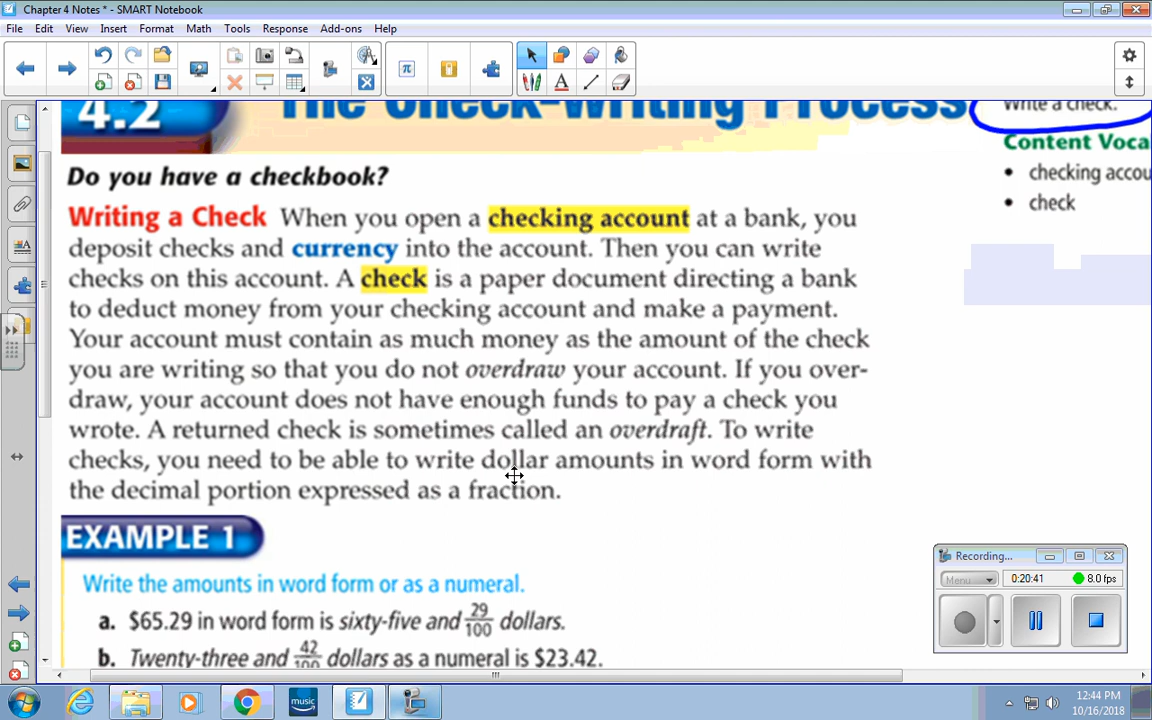 Chapter 4 Notes * - SMART Notebook
File Edit View Insert Format Math Tools Response Add-ons Help
4.2 The Check-Writing Process
Write a check.
Content Voca
• checking accou
• check
Do you have a checkbook?
Writing a Check When you open a checking account at a bank, you
deposit checks and currency into the account. Then you can write
checks on this account. A check is a paper document directing a bank
to deduct money from your checking account and make a payment.
Your account must contain as much money as the amount of the check
you are writing so that you do not overdraw your account. If you over-
draw, your account does not have enough funds to pay a check you
wrote. A returned check is sometimes called an overdraft. To write
checks, you need to be able to write dollar amounts in word form with
the decimal portion expressed as a fraction.
EXAMPLE 1
Write the amounts in word form or as a numeral.
a. $65.29 in word form is sixty-five and 29/100 dollars.
b. Twenty-three and 42/100 dollars as a numeral is $23.42.
Recording...
Menu 0:20:41 8.0 fps
music
12:44 PM
10/16/2018